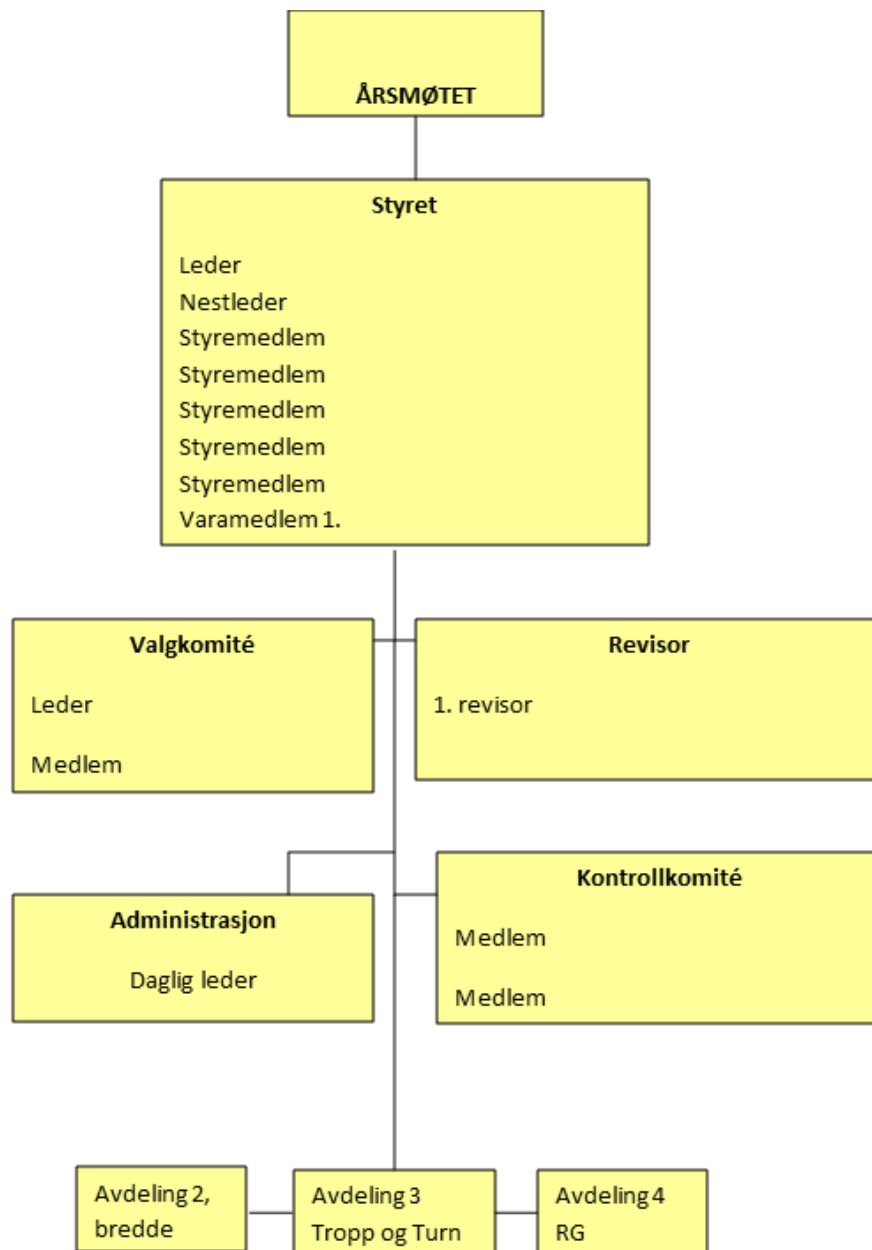 ÅRSMØTET
Styret
Leder
Nestleder
Styremedlem
Styremedlem
Styremedlem
Styremedlem
Styremedlem
Varamedlem 1.
Valgkomité
Leder
Medlem
Revisor
1. revisor
Administrasjon
Daglig leder
Kontrollkomité
Medlem
Medlem
Avdeling 2,
bredde
Avdeling 3
Tropp og Turn
Avdeling 4
RG